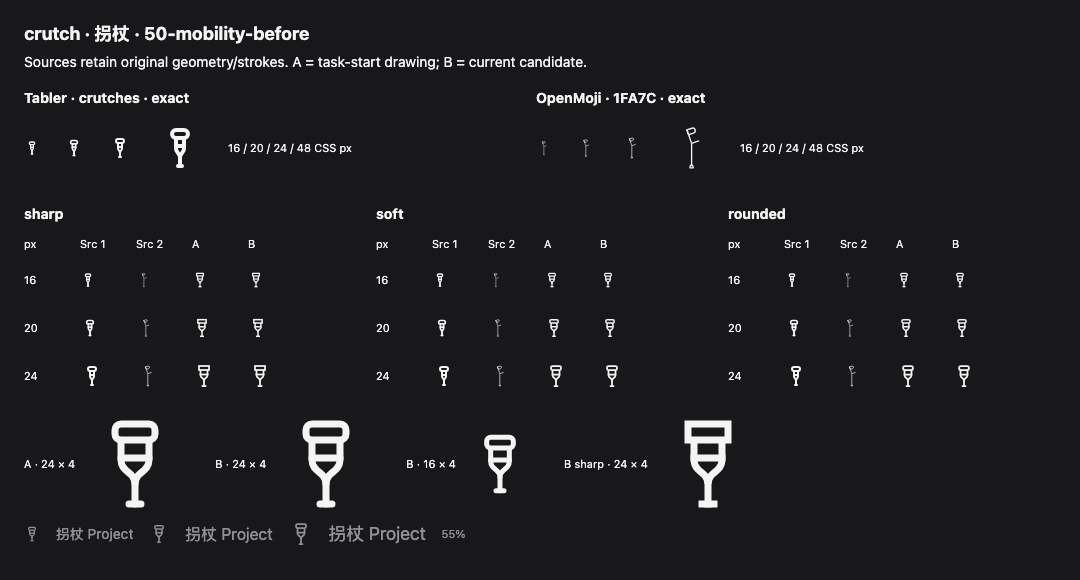 crutch · 拐杖 · 50-mobility-before
Sources retain original geometry/strokes. A = task-start drawing; B = current candidate.
Tabler · crutches · exact
OpenMoji · 1FA7C · exact
16 / 20 / 24 / 48 CSS px
16 / 20 / 24 / 48 CSS px
sharp
soft
rounded
px Src 1 Src 2 A B
px Src 1 Src 2 A B
px Src 1 Src 2 A B
16
16
16
20
20
20
24
24
24
A · 24 × 4
B · 24 × 4
B · 16 × 4
B sharp · 24 × 4
拐杖 Project
拐杖 Project
拐杖 Project
55%